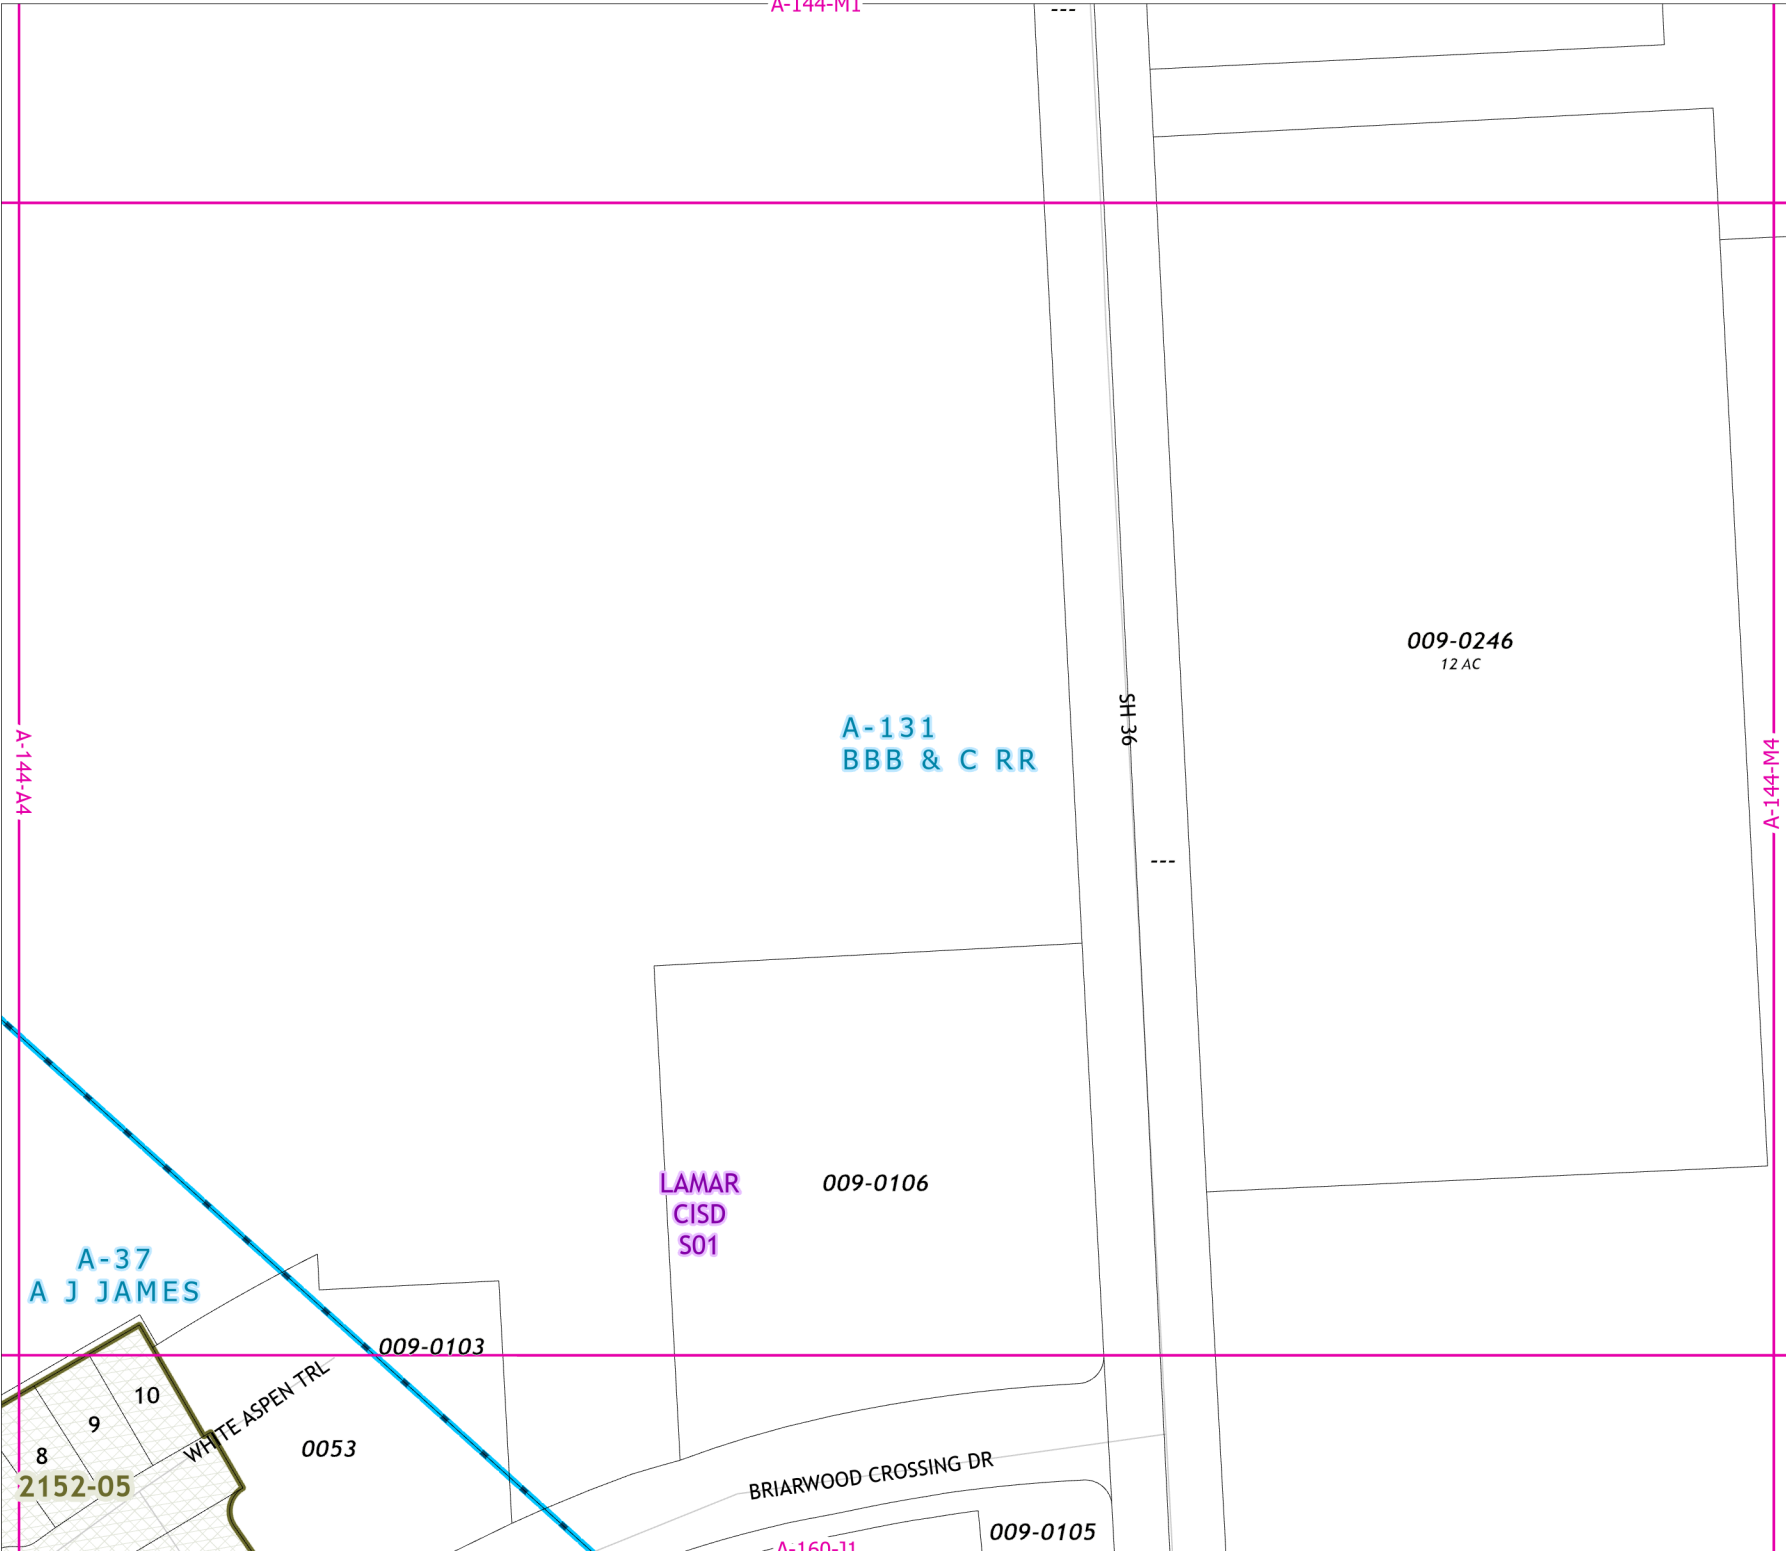 A-144-M1
---
009-0246
12 AC
SH 36
A-131
BBB & C RR
A-144-A4
A-144-M4
---
009-0106
LAMAR
CISD
S01
A-37
A J JAMES
009-0103
WHITE ASPEN TRL
10
9
8
0053
2152-05
BRIARWOOD CROSSING DR
009-0105
A-160-J1